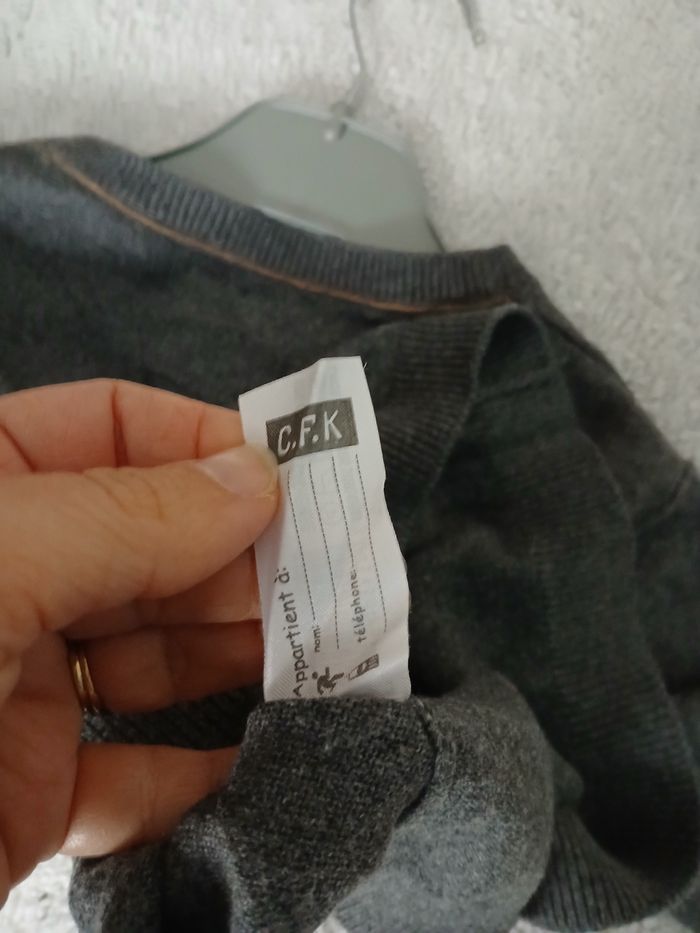 C.F.K
Appartient à:
nom:
téléphone: